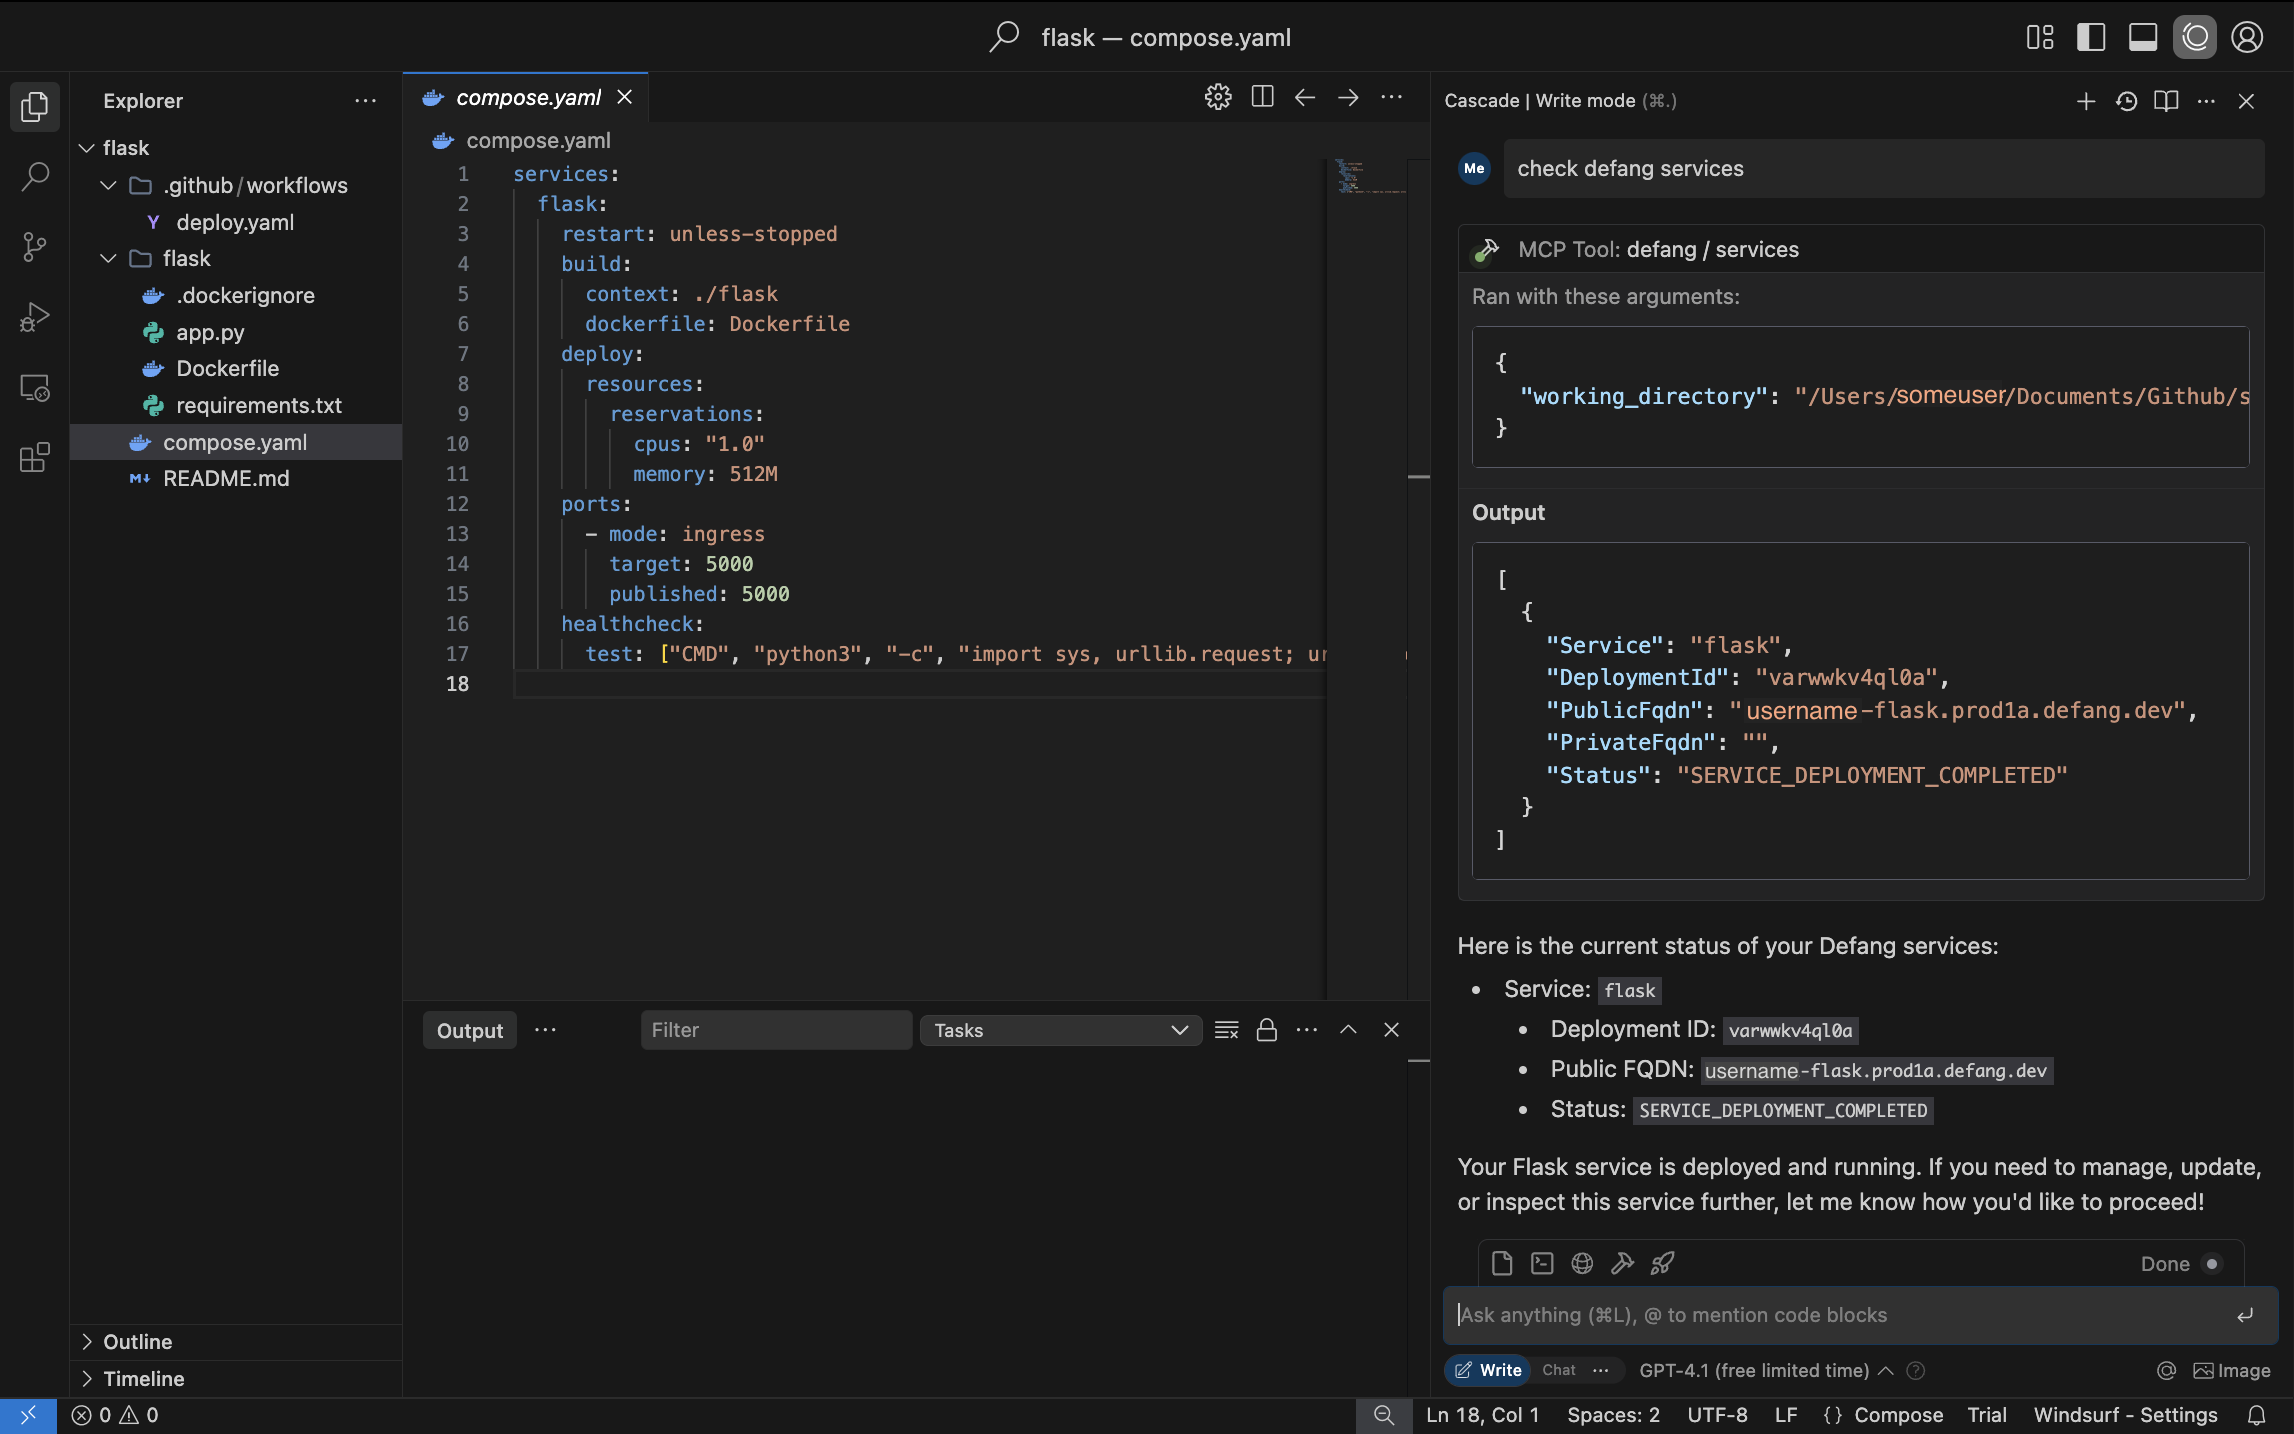 flask — compose.yaml
Explorer
flask
.github/workflows
deploy.yaml
flask
.dockerignore
app.py
Dockerfile
requirements.txt
compose.yaml
README.md
Outline
Timeline
compose.yaml
compose.yaml
1 services:
2 flask:
3 restart: unless-stopped
4 build:
5 context: ./flask
6 dockerfile: Dockerfile
7 deploy:
8 resources:
9 reservations:
10 cpus: "1.0"
11 memory: 512M
12 ports:
13 - mode: ingress
14 target: 5000
15 published: 5000
16 healthcheck:
17 test: ["CMD", "python3", "-c", "import sys, urllib.request; ur
18
Output
Filter
Tasks
Cascade | Write mode (⌘.)
Me
check defang services
MCP Tool: defang / services
Ran with these arguments:
{
"working_directory": "/Users/someuser/Documents/Github/s
}
Output
[
{
"Service": "flask",
"DeploymentId": "varwwkv4ql0a",
"PublicFqdn": "username-flask.prod1a.defang.dev",
"PrivateFqdn": "",
"Status": "SERVICE_DEPLOYMENT_COMPLETED"
}
]
Here is the current status of your Defang services:
• Service: flask
• Deployment ID: varwwkv4ql0a
• Public FQDN: username-flask.prod1a.defang.dev
• Status: SERVICE_DEPLOYMENT_COMPLETED
Your Flask service is deployed and running. If you need to manage, update,
or inspect this service further, let me know how you'd like to proceed!
Done
Ask anything (⌘L), @ to mention code blocks
Write Chat ... GPT-4.1 (free limited time) Image
0 0 Ln 18, Col 1 Spaces: 2 UTF-8 LF {} Compose Trial Windsurf - Settings